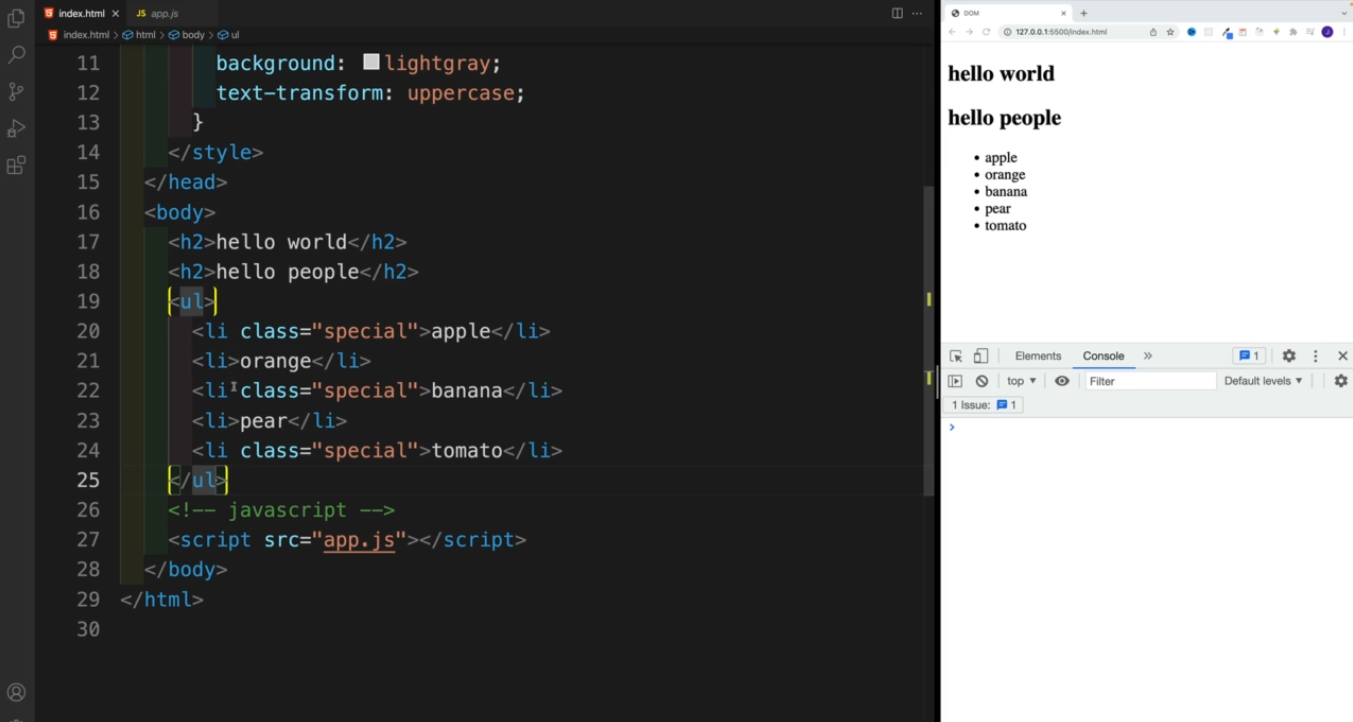 index.html
JS app.js
index.html > html > body > ul
11 background: lightgray;
12 text-transform: uppercase;
13 }
14 </style>
15 </head>
16 <body>
17 <h2>hello world</h2>
18 <h2>hello people</h2>
19 <ul>
20 <li class="special">apple</li>
21 <li>orange</li>
22 <li class="special">banana</li>
23 <li>pear</li>
24 <li class="special">tomato</li>
25 </ul>
26 <!-- javascript -->
27 <script src="app.js"></script>
28 </body>
29 </html>
30
DOM
127.0.0.1:5500/index.html
hello world
hello people
• apple
• orange
• banana
• pear
• tomato
Elements Console » 1
top ▼ Filter Default levels ▼
1 Issue: 1
>